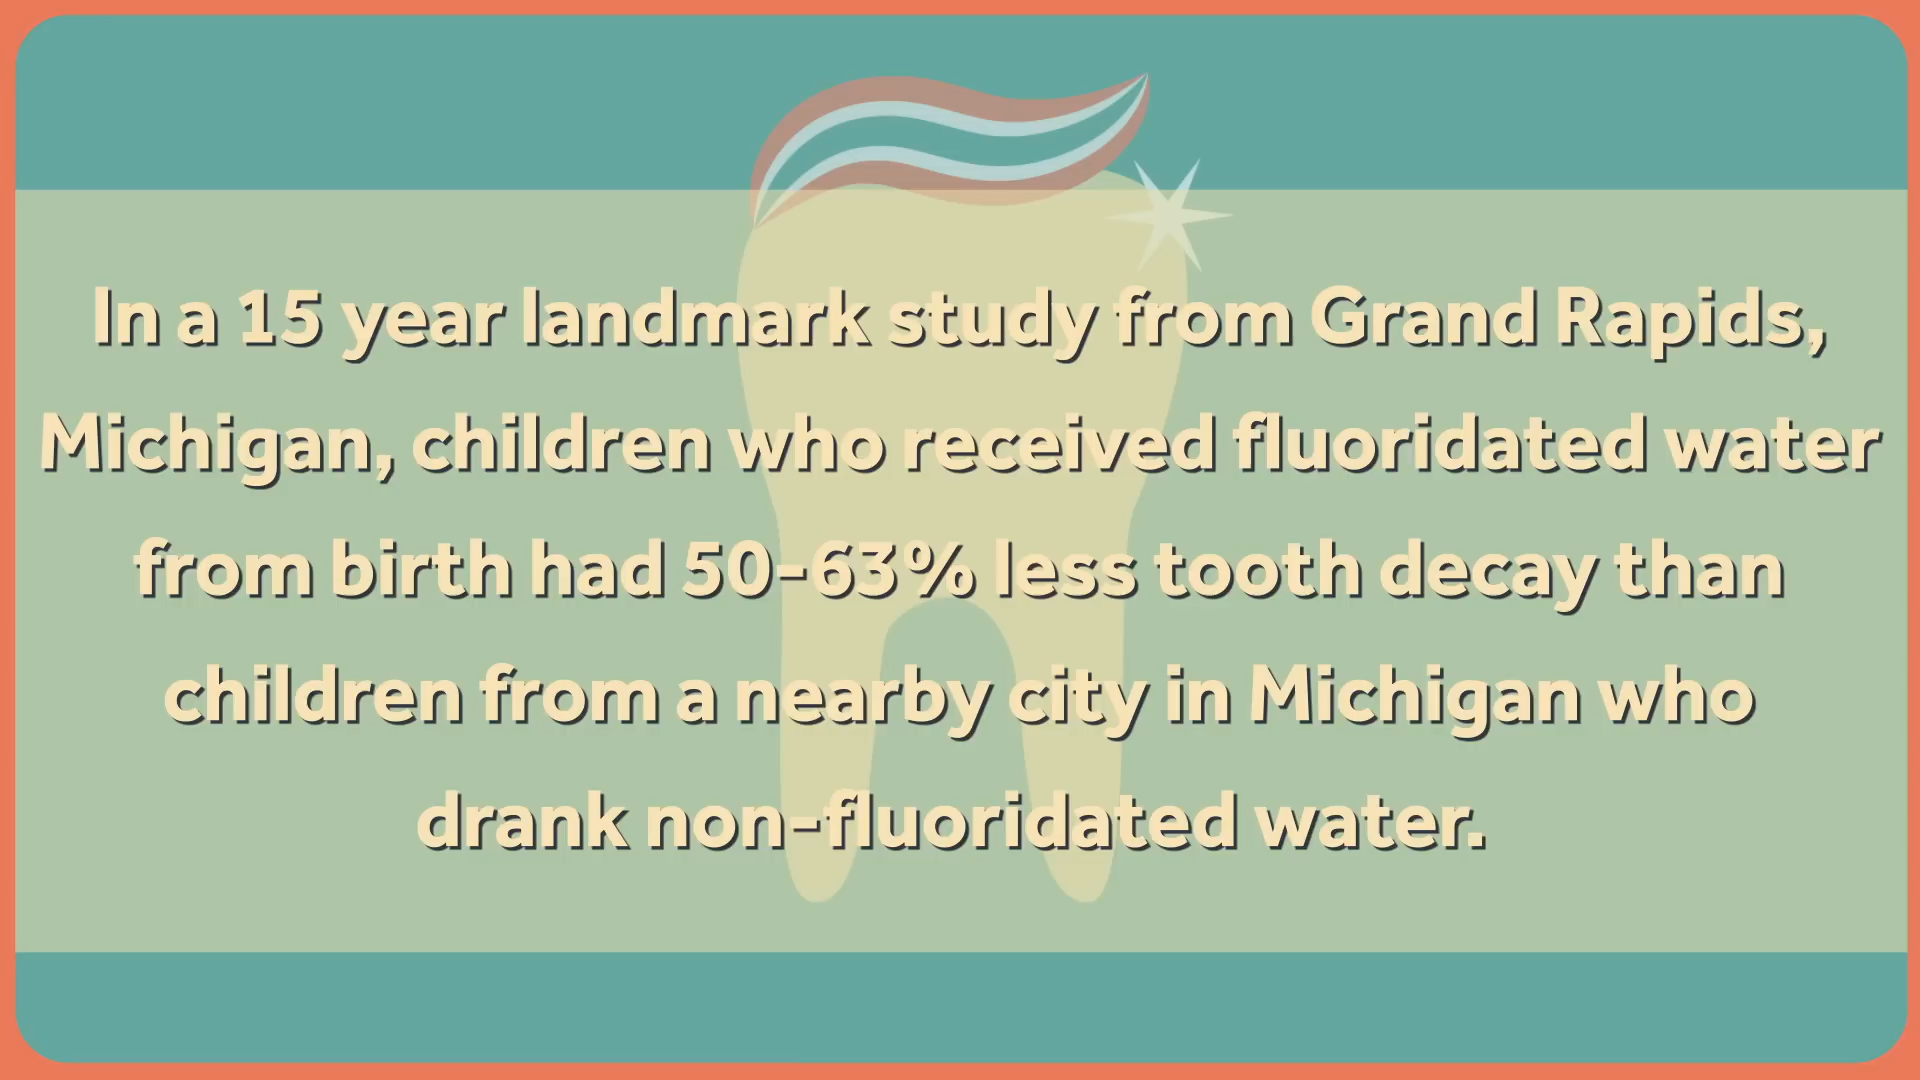 In a 15 year landmark study from Grand Rapids,
Michigan, children who received fluoridated water
from birth had 50-63% less tooth decay than
children from a nearby city in Michigan who
drank non-fluoridated water.